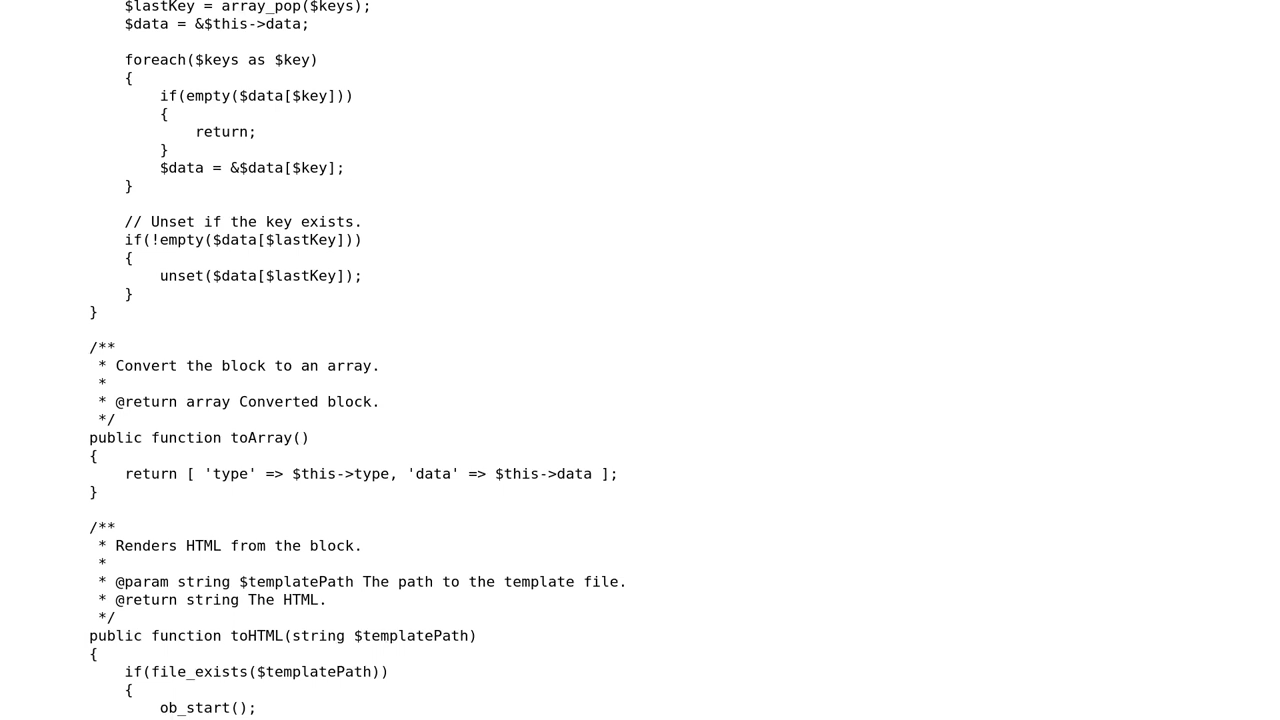 $lastKey = array_pop($keys);
$data = &$this->data;
foreach($keys as $key)
{
if(empty($data[$key]))
{
return;
}
$data = &$data[$key];
}
// Unset if the key exists.
if(!empty($data[$lastKey]))
{
unset($data[$lastKey]);
}
}
/**
* Convert the block to an array.
*
* @return array Converted block.
*/
public function toArray()
{
return [ 'type' => $this->type, 'data' => $this->data ];
}
/**
* Renders HTML from the block.
*
* @param string $templatePath The path to the template file.
* @return string The HTML.
*/
public function toHTML(string $templatePath)
{
if(file_exists($templatePath))
{
ob_start();